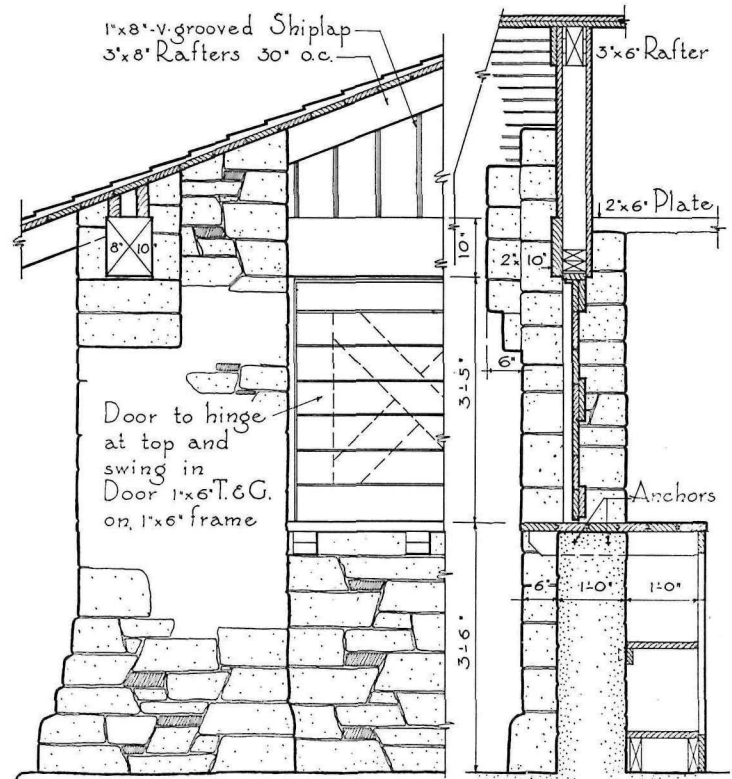 1"x8"-V-grooved Shiplap
3"x8" Rafters 30" o.c.
3"x6" Rafter
2"x6" Plate
8" 10"
10"
2"x10"
6"
3'-5"
Door to hinge
at top and
swing in
Door 1"x6" T.&G.
on 1"x6" frame
Anchors
6" 1'-0" 1'-0"
3'-6"